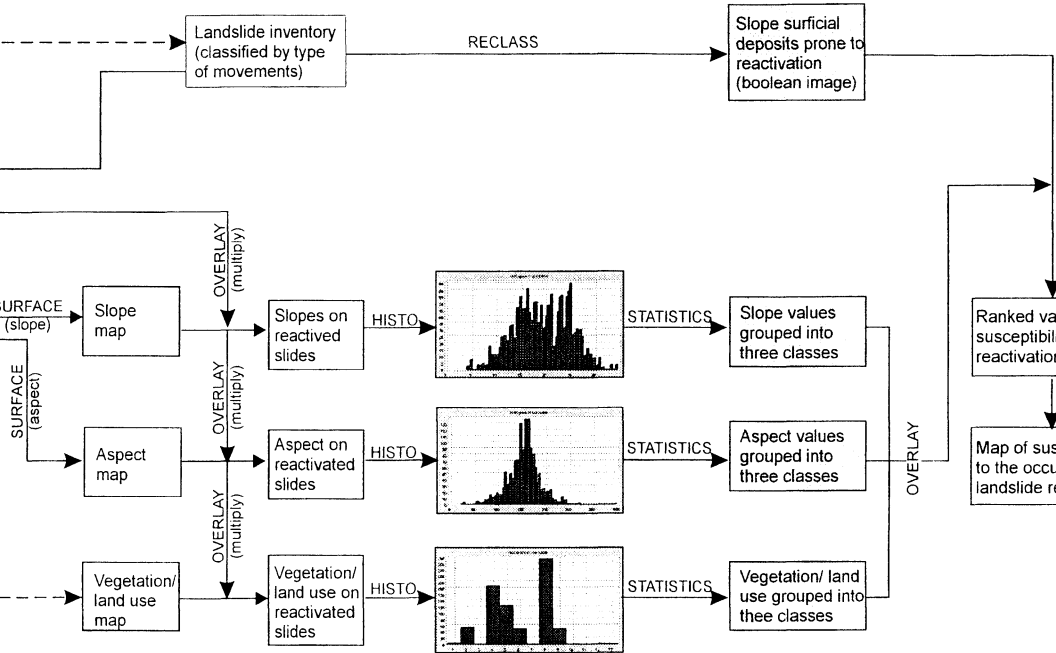 Landslide inventory
(classified by type
of movements)
RECLASS
Slope surficial
deposits prone to
reactivation
(boolean image)
OVERLAY
(multiply)
SURFACE
(slope)
Slope
map
Slopes on
reactived
slides
HISTO
STATISTICS
Slope values
grouped into
three classes
Ranked va
susceptibil
reactivation
SURFACE
(aspect)
OVERLAY
(multiply)
Aspect
map
Aspect on
reactivated
slides
HISTO
STATISTICS
Aspect values
grouped into
three classes
OVERLAY
Map of sus
to the occu
landslide re
OVERLAY
(multiply)
Vegetation/
land use
map
Vegetation/
land use on
reactivated
slides
HISTO
STATISTICS
Vegetation/ land
use grouped into
thee classes